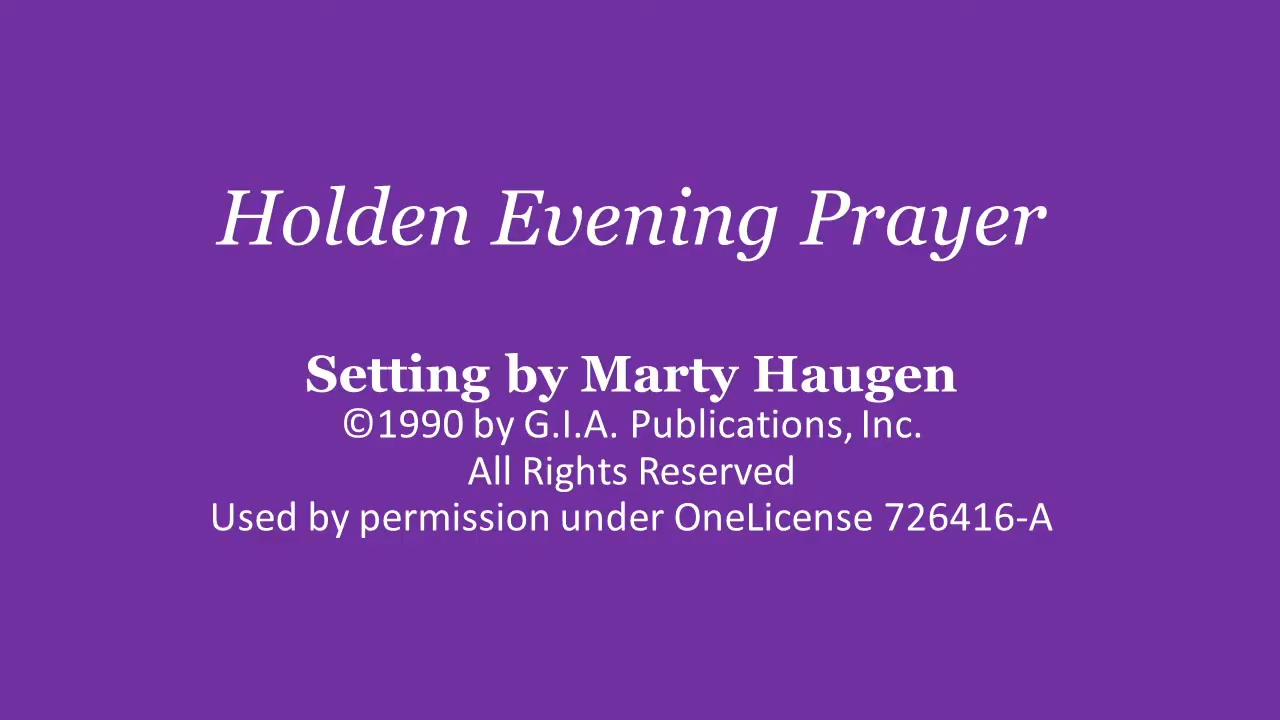 Holden Evening Prayer
Setting by Marty Haugen
©1990 by G.I.A. Publications, Inc.
All Rights Reserved
Used by permission under OneLicense 726416-A